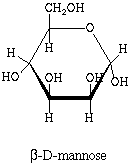 CH₂OH
H O H
H
HO OH OH OH
H H
β-D-mannose